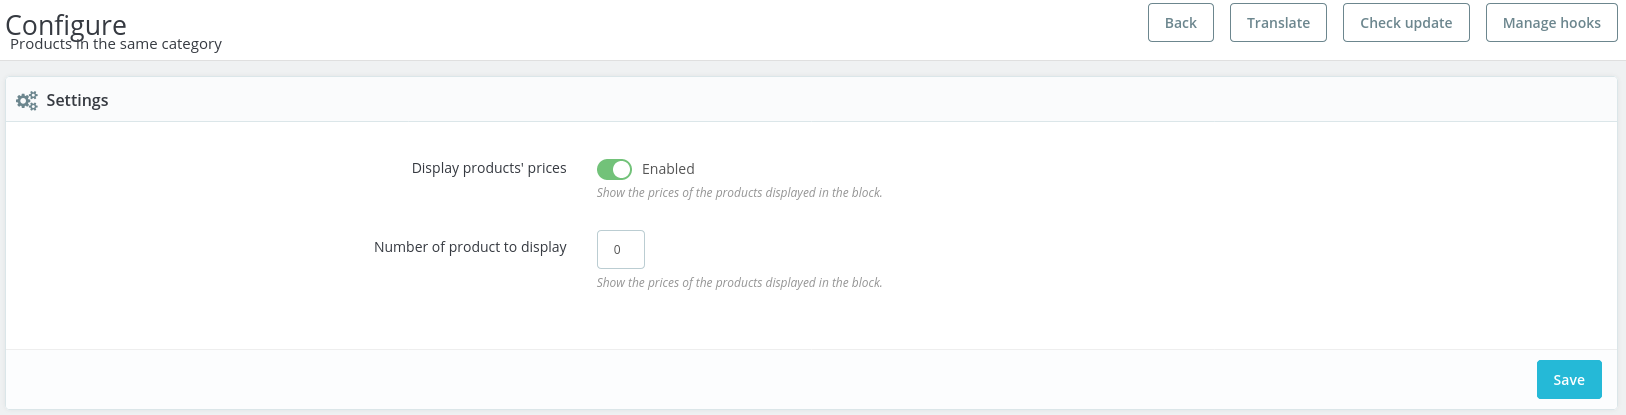 Configure
Products in the same category
Back
Translate
Check update
Manage hooks
Settings
Display products' prices
Enabled
Show the prices of the products displayed in the block.
Number of product to display
0
Show the prices of the products displayed in the block.
Save